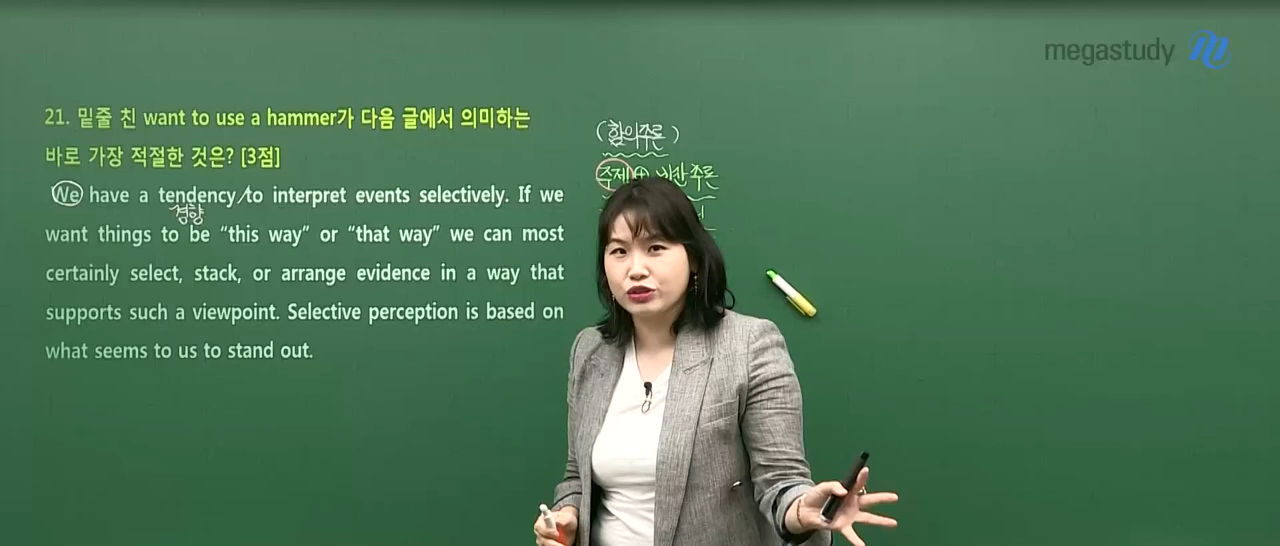 megastudy
21. 밑줄 친 want to use a hammer가 다음 글에서 의미하는
바로 가장 적절한 것은? [3점]
We have a tendency to interpret events selectively. If we
경향
want things to be “this way” or “that way” we can most
certainly select, stack, or arrange evidence in a way that
supports such a viewpoint. Selective perception is based on
what seems to us to stand out.
(함의추론)
주제 추론